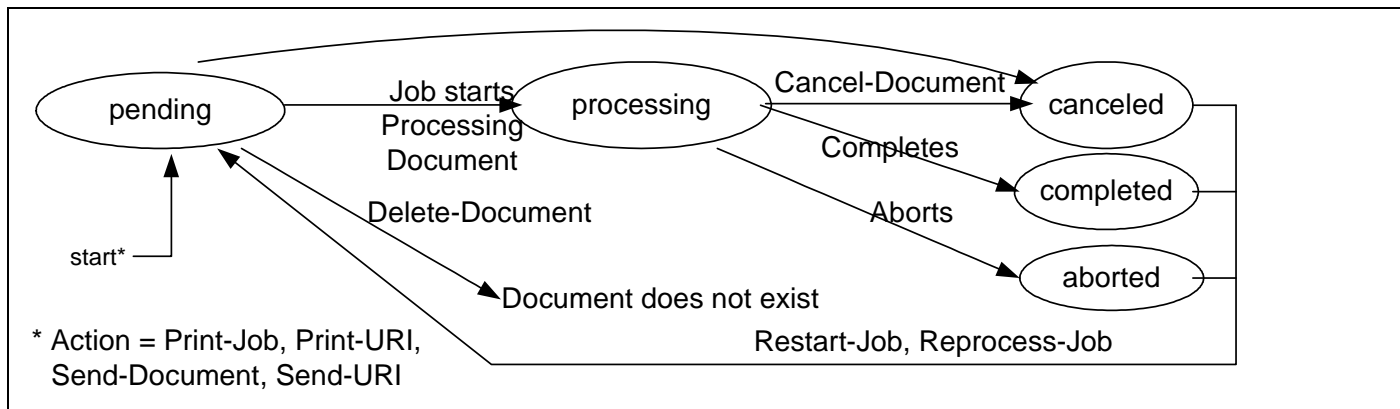 pending
Job starts
Processing
Document
processing
Cancel-Document
canceled
Completes
completed
Delete-Document
Aborts
start*
aborted
Document does not exist
* Action = Print-Job, Print-URI,
Send-Document, Send-URI
Restart-Job, Reprocess-Job